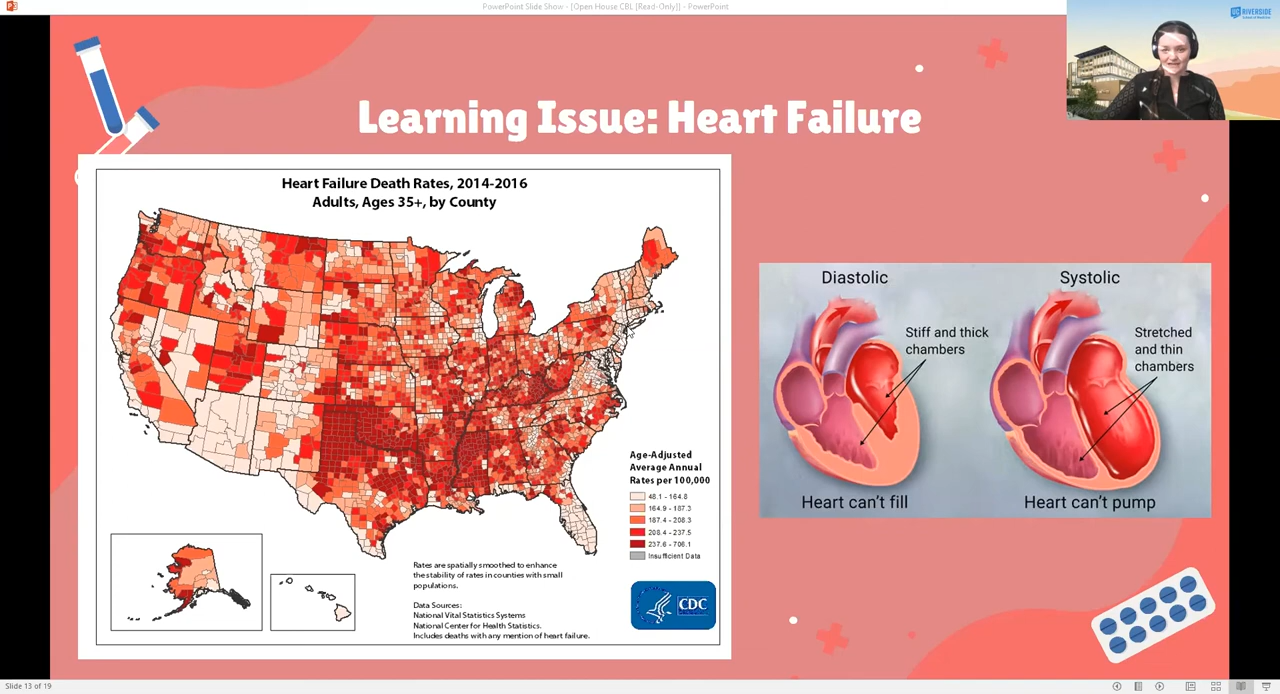 PowerPoint Slide Show - [Open House CBL [Read-Only]] - PowerPoint
UC RIVERSIDE
School of Medicine
Learning Issue: Heart Failure
Heart Failure Death Rates, 2014-2016
Adults, Ages 35+, by County
Age-Adjusted
Average Annual
Rates per 100,000
48.1 - 164.8
164.9 - 187.3
187.4 - 208.3
208.4 - 237.5
237.6 - 706.1
Insufficient Data
Rates are spatially smoothed to enhance
the stability of rates in counties with small
populations.
Data Sources:
National Vital Statistics Systems
National Center for Health Statistics.
Includes deaths with any mention of heart failure.
CDC
Diastolic
Systolic
Stiff and thick
chambers
Stretched
and thin
chambers
Heart can't fill
Heart can't pump
Slide 13 of 19